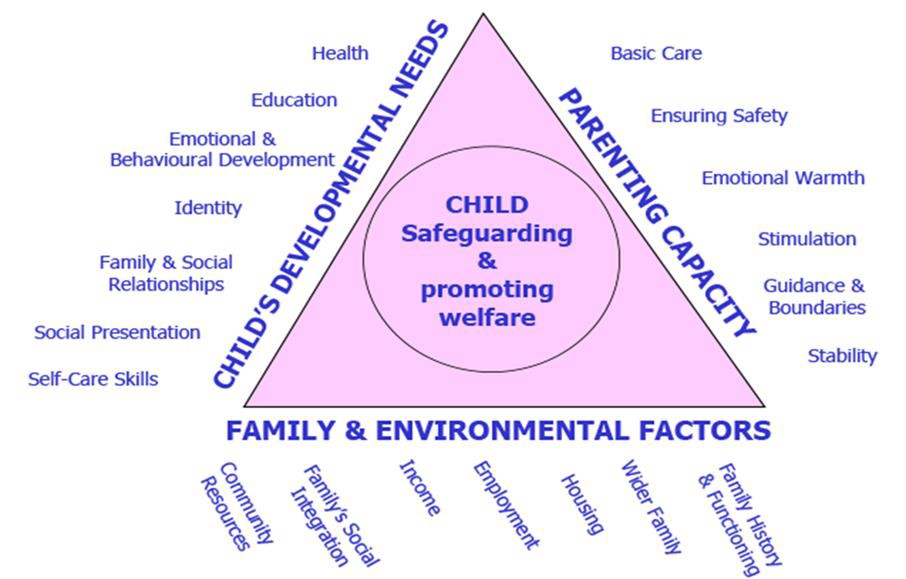 CHILD'S DEVELOPMENTAL NEEDS
Health
Education
Emotional &
Behavioural Development
Identity
Family & Social
Relationships
Social Presentation
Self-Care Skills
PARENTING CAPACITY
Basic Care
Ensuring Safety
Emotional Warmth
Stimulation
Guidance &
Boundaries
Stability
CHILD
Safeguarding
&
promoting
welfare
FAMILY & ENVIRONMENTAL FACTORS
Community
Resources
Family's Social
Integration
Income
Employment
Housing
Wider Family
Family History
& Functioning